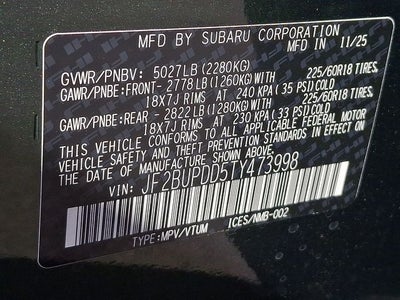 MFD BY SUBARU CORPORATION
MFD IN 11/25
GVWR/PNBV: 5027LB (2280KG)
GAWR/PNBE:FRONT- 2778LB (1260KG)WITH 225/60R18 TIRES,
18X7J RIMS AT 240 KPA (35 PSI)COLD
GAWR/PNBE:REAR - 2822LB (1280KG)WITH 225/60R18 TIRES,
18X7J RIMS AT 230 KPA (33 PSI)COLD
THIS VEHICLE CONFORMS TO ALL APPLICABLE FEDERAL MOTOR
VEHICLE SAFETY AND THEFT PREVENTION STANDARDS IN EFFECT ON
THE DATE OF MANUFACTURE SHOWN ABOVE.
VIN: JF2BUPDD5TY473998
TYPE:MPV/VTUM ICES/NMB-002